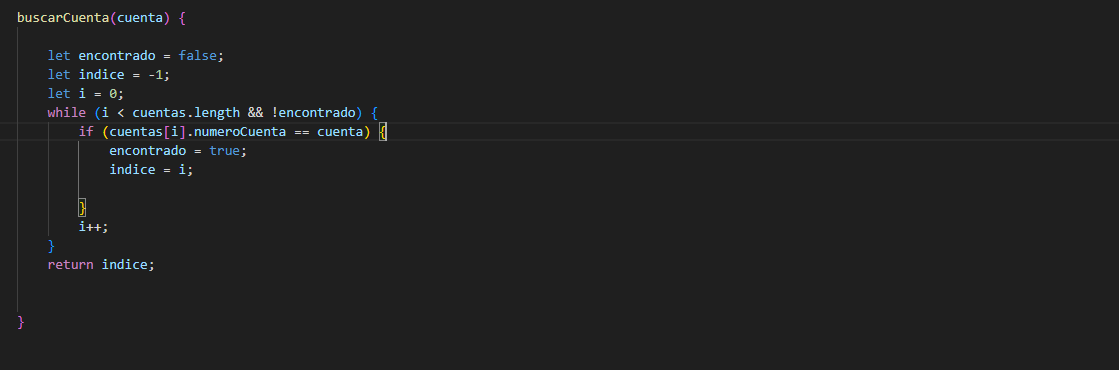 buscarCuenta(cuenta) {
let encontrado = false;
let indice = -1;
let i = 0;
while (i < cuentas.length && !encontrado) {
if (cuentas[i].numeroCuenta == cuenta) {
encontrado = true;
indice = i;
}
i++;
}
return indice;
}